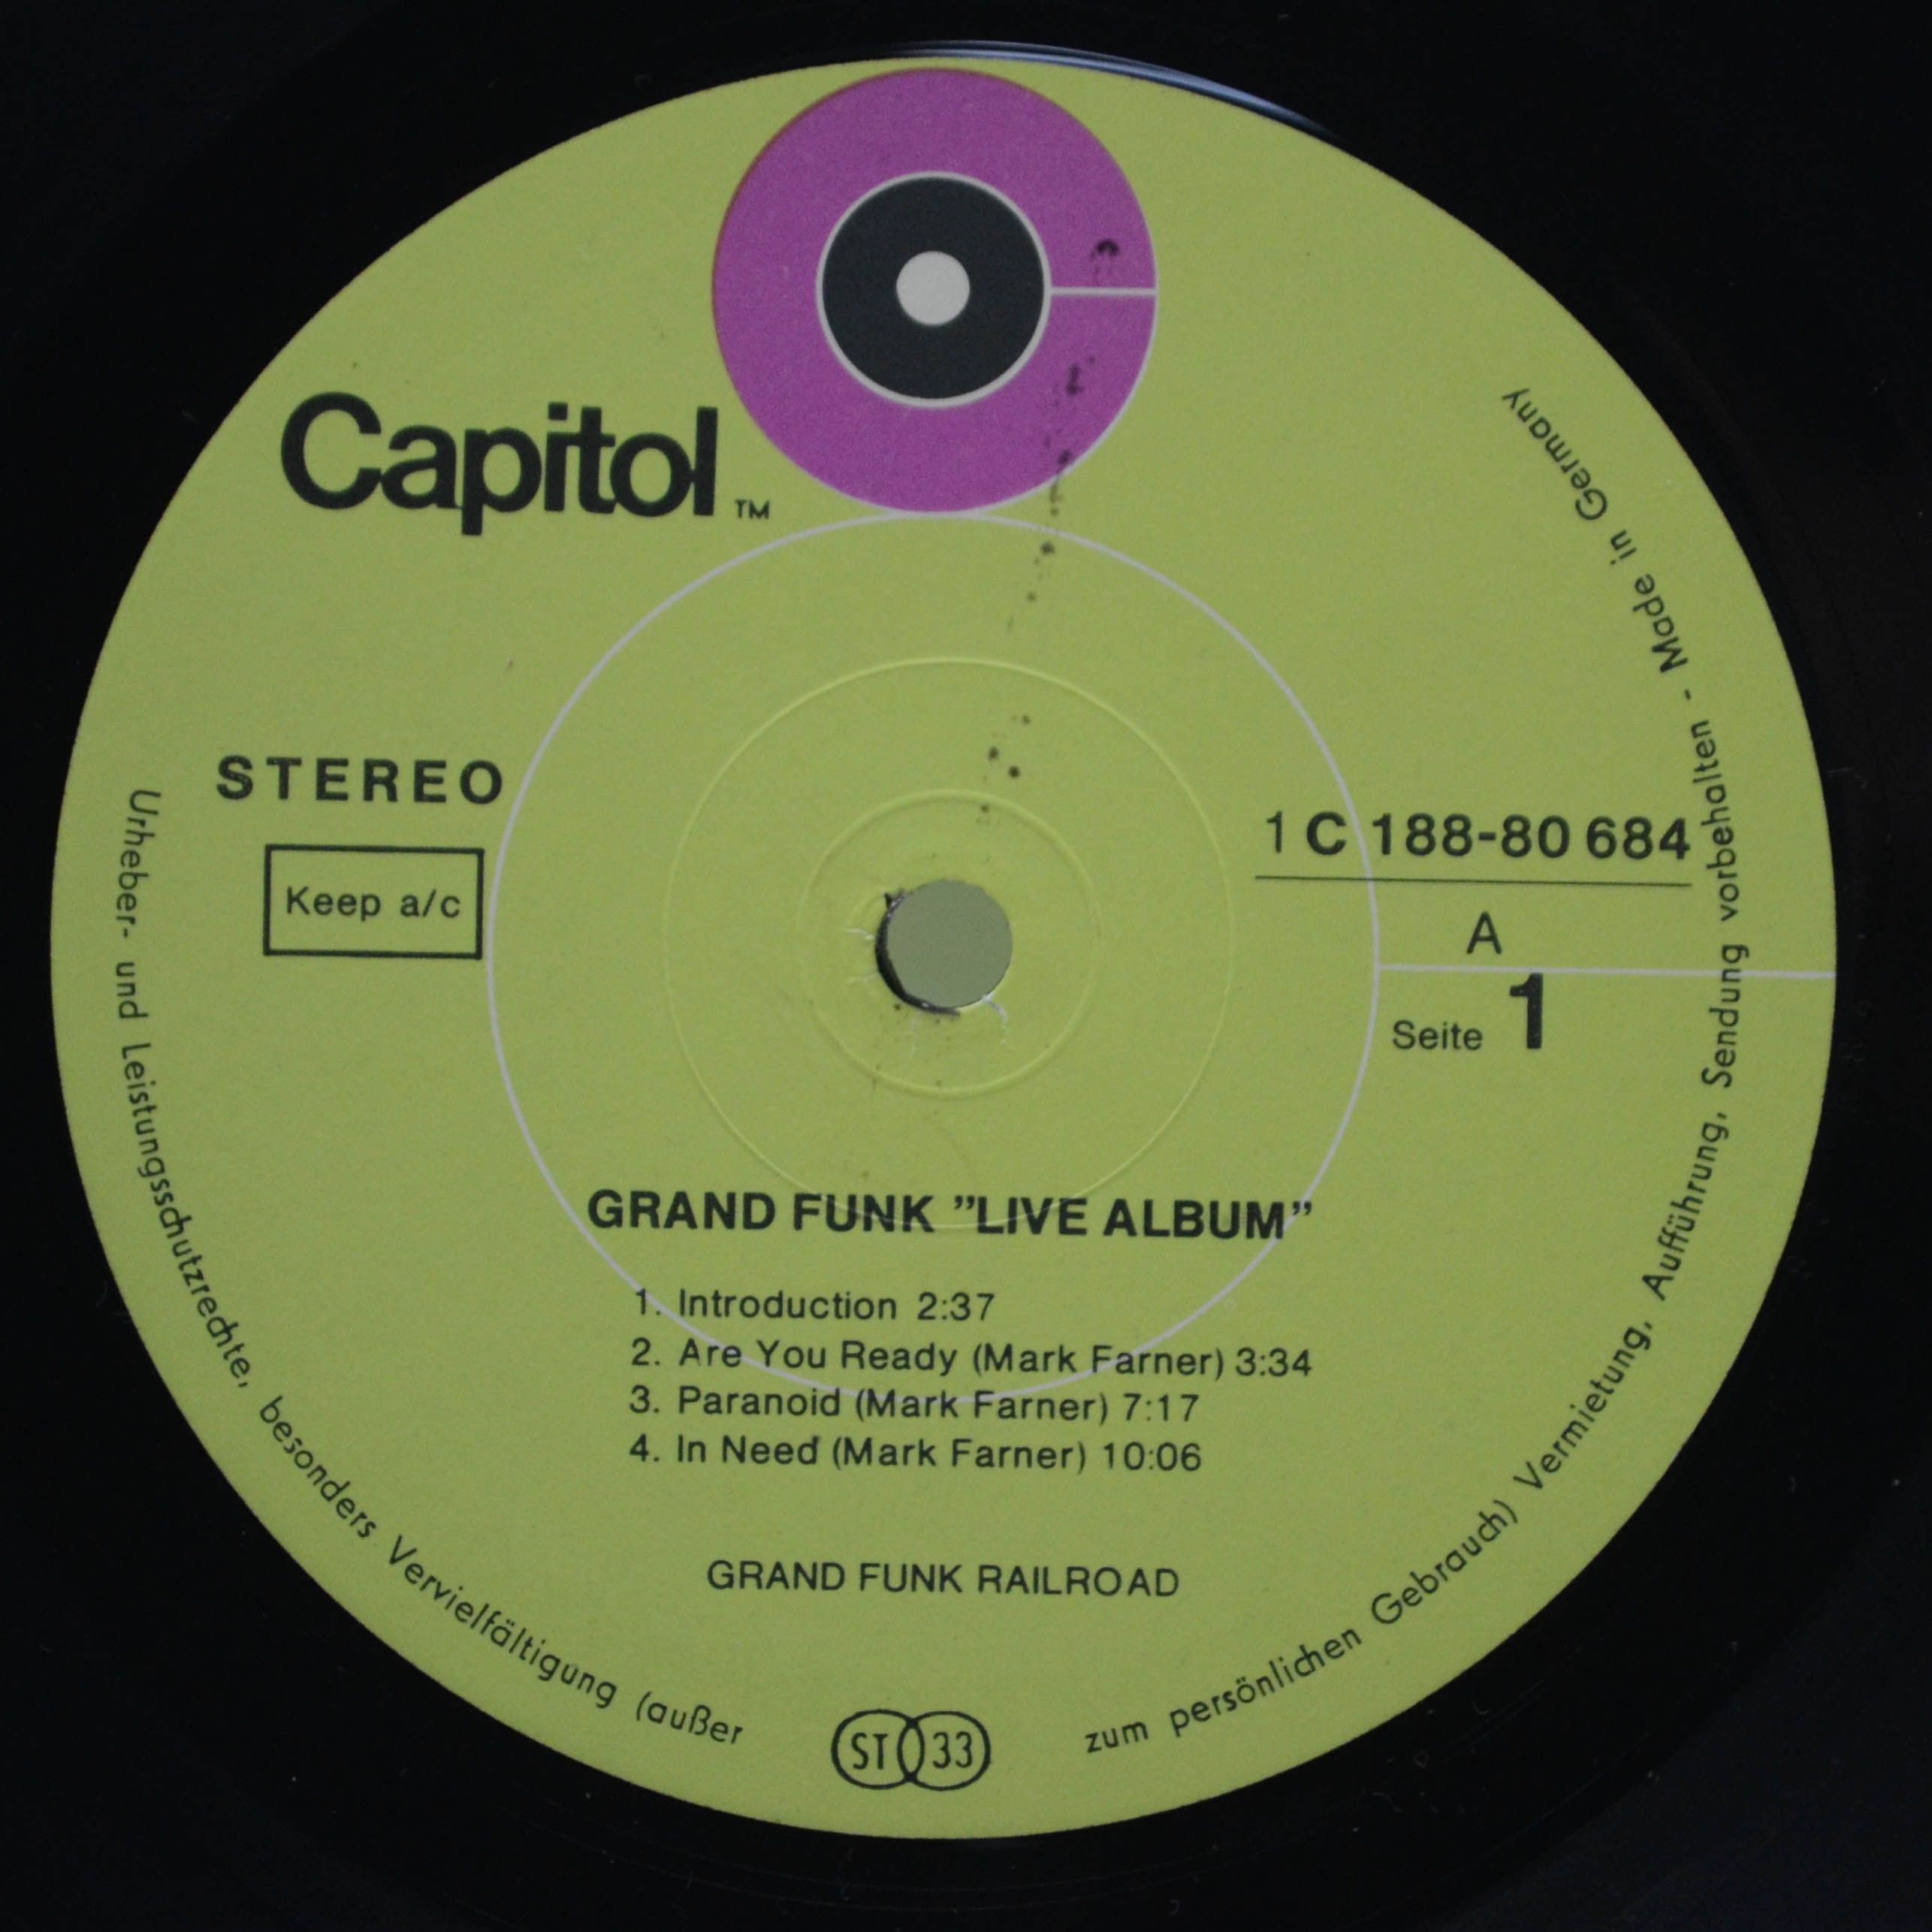 Capitol TM
STEREO
Keep a/c
1 C 188-80 684
A
Seite 1
GRAND FUNK ”LIVE ALBUM”
1. Introduction 2:37
2. Are You Ready (Mark Farner) 3:34
3. Paranoid (Mark Farner) 7:17
4. In Need (Mark Farner) 10:06
GRAND FUNK RAILROAD
ST 33
Urheber- und Leistungsschutzrechte, besonders Vervielfältigung (außer zum persönlichen Gebrauch) Vermietung, Aufführung, Sendung vorbehalten - Made in Germany